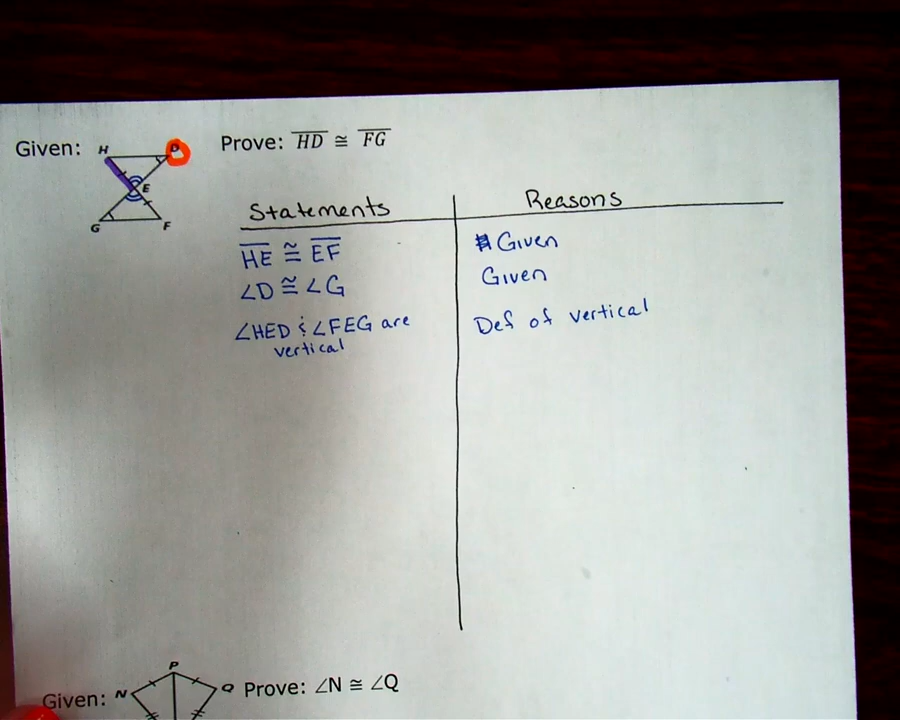 Given:
H D
E
G F
Prove: HD ≅ FG
Statements Reasons
HE ≅ EF Given
∠D ≅ ∠G Given
∠HED & ∠FEG are Def of vertical
vertical
Given:
P
N Q
Prove: ∠N ≅ ∠Q